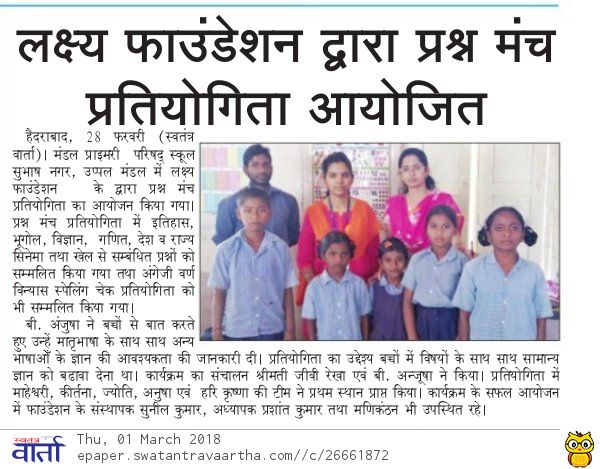 लक्ष्य फाउंडेशन द्वारा प्रश्न मंच
प्रतियोगिता आयोजित
हैदराबाद, 28 फरवरी (स्वतंत्र
वार्ता)। मंडल प्राइमरी परिषद् स्कूल
सुभाष नगर, उप्पल मंडल में लक्ष्य
फाउंडेशन के द्वारा प्रश्न मंच
प्रतियोगिता का आयोजन किया गया।
प्रश्न मंच प्रतियोगिता में इतिहास,
भूगोल, विज्ञान, गणित, देश व राज्य
सिनेमा तथा खेल से सम्बंधित प्रश्नों को
सम्मलित किया गया तथा अंगेजी वर्ण
विन्यास स्पेलिंग चेक प्रतियोगिता को
भी सम्मलित किया गया।
बी. अंजुषा ने बच्चों से बात करते
हुए उन्हें मातृभाषा के साथ साथ अन्य
भाषाओँ के ज्ञान की आवश्यकता की जानकारी दी। प्रतियोगिता का उद्देश्य बच्चों में विषयों के साथ साथ सामान्य
ज्ञान को बढावा देना था। कार्यक्रम का संचालन श्रीमती जीवी रेखा एवं बी. अन्जूषा ने किया। प्रतियोगिता में
माहेश्वरी, कीर्तना, ज्योति, अनुषा एवं हरि कृष्णा की टीम ने प्रथम स्थान प्राप्त किया। कार्यक्रम के सफल आयोजन
में फाउंडेशन के संस्थापक सुनील कुमार, अध्यापक प्रशांत कुमार तथा मणिकंठन भी उपस्थित रहे।
स्वतंत्र
वार्ता
Thu, 01 March 2018
epaper.swatantravaartha.com//c/26661872